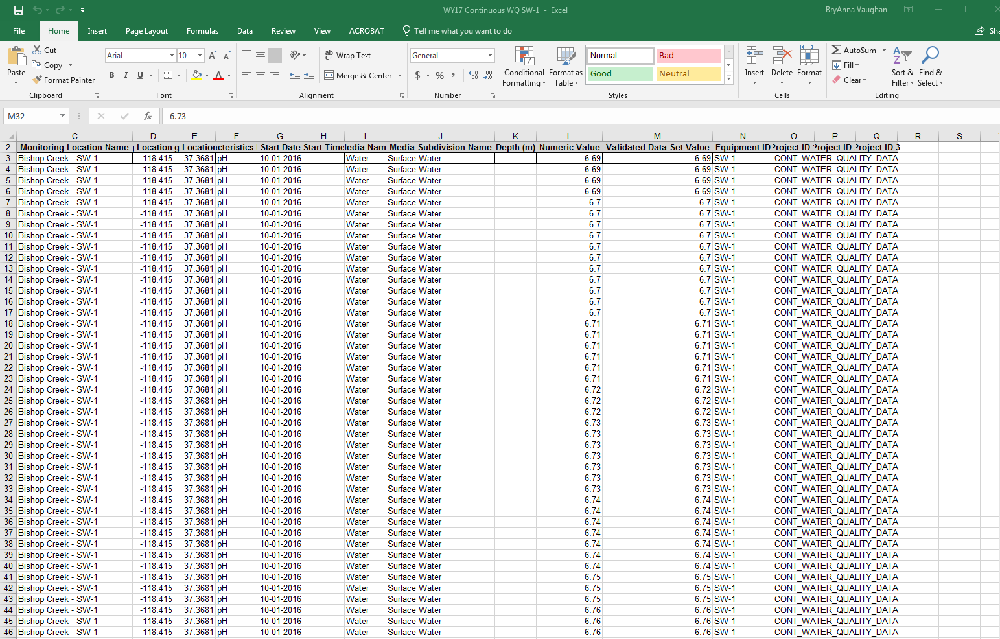 WY17 Continuous WQ SW-1 - Excel
BryAnna Vaughan
File Home Insert Page Layout Formulas Data Review View ACROBAT Tell me what you want to do Sha
Paste
Cut
Copy
Format Painter
Clipboard
Arial 10
B I U
Font
Wrap Text
Merge & Center
Alignment
General
$ % ,
Number
Conditional Formatting
Format as Table
Normal Bad
Good Neutral
Styles
Insert Delete Format
Cells
AutoSum
Fill
Clear
Sort & Filter
Find & Select
Editing
M32 fx 6.73
C D E F G H I J K L M N O P Q R S
2 Monitoring Location Name Location g Location cteristics Start Date Start Time ledia Nam Media Subdivision Name Depth (m) Numeric Value Validated Data Set Value Equipment ID Project ID Project ID Project ID 3
3 Bishop Creek - SW-1 -118.415 37.3681 pH 10-01-2016 Water Surface Water 6.69 6.69 SW-1 CONT_WATER_QUALITY_DATA
4 Bishop Creek - SW-1 -118.415 37.3681 pH 10-01-2016 Water Surface Water 6.69 6.69 SW-1 CONT_WATER_QUALITY_DATA
5 Bishop Creek - SW-1 -118.415 37.3681 pH 10-01-2016 Water Surface Water 6.69 6.69 SW-1 CONT_WATER_QUALITY_DATA
6 Bishop Creek - SW-1 -118.415 37.3681 pH 10-01-2016 Water Surface Water 6.69 6.69 SW-1 CONT_WATER_QUALITY_DATA
7 Bishop Creek - SW-1 -118.415 37.3681 pH 10-01-2016 Water Surface Water 6.7 6.7 SW-1 CONT_WATER_QUALITY_DATA
8 Bishop Creek - SW-1 -118.415 37.3681 pH 10-01-2016 Water Surface Water 6.7 6.7 SW-1 CONT_WATER_QUALITY_DATA
9 Bishop Creek - SW-1 -118.415 37.3681 pH 10-01-2016 Water Surface Water 6.7 6.7 SW-1 CONT_WATER_QUALITY_DATA
10 Bishop Creek - SW-1 -118.415 37.3681 pH 10-01-2016 Water Surface Water 6.7 6.7 SW-1 CONT_WATER_QUALITY_DATA
11 Bishop Creek - SW-1 -118.415 37.3681 pH 10-01-2016 Water Surface Water 6.7 6.7 SW-1 CONT_WATER_QUALITY_DATA
12 Bishop Creek - SW-1 -118.415 37.3681 pH 10-01-2016 Water Surface Water 6.7 6.7 SW-1 CONT_WATER_QUALITY_DATA
13 Bishop Creek - SW-1 -118.415 37.3681 pH 10-01-2016 Water Surface Water 6.7 6.7 SW-1 CONT_WATER_QUALITY_DATA
14 Bishop Creek - SW-1 -118.415 37.3681 pH 10-01-2016 Water Surface Water 6.7 6.7 SW-1 CONT_WATER_QUALITY_DATA
15 Bishop Creek - SW-1 -118.415 37.3681 pH 10-01-2016 Water Surface Water 6.7 6.7 SW-1 CONT_WATER_QUALITY_DATA
16 Bishop Creek - SW-1 -118.415 37.3681 pH 10-01-2016 Water Surface Water 6.7 6.7 SW-1 CONT_WATER_QUALITY_DATA
17 Bishop Creek - SW-1 -118.415 37.3681 pH 10-01-2016 Water Surface Water 6.7 6.7 SW-1 CONT_WATER_QUALITY_DATA
18 Bishop Creek - SW-1 -118.415 37.3681 pH 10-01-2016 Water Surface Water 6.71 6.71 SW-1 CONT_WATER_QUALITY_DATA
19 Bishop Creek - SW-1 -118.415 37.3681 pH 10-01-2016 Water Surface Water 6.71 6.71 SW-1 CONT_WATER_QUALITY_DATA
20 Bishop Creek - SW-1 -118.415 37.3681 pH 10-01-2016 Water Surface Water 6.71 6.71 SW-1 CONT_WATER_QUALITY_DATA
21 Bishop Creek - SW-1 -118.415 37.3681 pH 10-01-2016 Water Surface Water 6.71 6.71 SW-1 CONT_WATER_QUALITY_DATA
22 Bishop Creek - SW-1 -118.415 37.3681 pH 10-01-2016 Water Surface Water 6.71 6.71 SW-1 CONT_WATER_QUALITY_DATA
23 Bishop Creek - SW-1 -118.415 37.3681 pH 10-01-2016 Water Surface Water 6.71 6.71 SW-1 CONT_WATER_QUALITY_DATA
24 Bishop Creek - SW-1 -118.415 37.3681 pH 10-01-2016 Water Surface Water 6.72 6.72 SW-1 CONT_WATER_QUALITY_DATA
25 Bishop Creek - SW-1 -118.415 37.3681 pH 10-01-2016 Water Surface Water 6.72 6.72 SW-1 CONT_WATER_QUALITY_DATA
26 Bishop Creek - SW-1 -118.415 37.3681 pH 10-01-2016 Water Surface Water 6.72 6.72 SW-1 CONT_WATER_QUALITY_DATA
27 Bishop Creek - SW-1 -118.415 37.3681 pH 10-01-2016 Water Surface Water 6.73 6.73 SW-1 CONT_WATER_QUALITY_DATA
28 Bishop Creek - SW-1 -118.415 37.3681 pH 10-01-2016 Water Surface Water 6.73 6.73 SW-1 CONT_WATER_QUALITY_DATA
29 Bishop Creek - SW-1 -118.415 37.3681 pH 10-01-2016 Water Surface Water 6.73 6.73 SW-1 CONT_WATER_QUALITY_DATA
30 Bishop Creek - SW-1 -118.415 37.3681 pH 10-01-2016 Water Surface Water 6.73 6.73 SW-1 CONT_WATER_QUALITY_DATA
31 Bishop Creek - SW-1 -118.415 37.3681 pH 10-01-2016 Water Surface Water 6.73 6.73 SW-1 CONT_WATER_QUALITY_DATA
32 Bishop Creek - SW-1 -118.415 37.3681 pH 10-01-2016 Water Surface Water 6.73 6.73 SW-1 CONT_WATER_QUALITY_DATA
33 Bishop Creek - SW-1 -118.415 37.3681 pH 10-01-2016 Water Surface Water 6.73 6.73 SW-1 CONT_WATER_QUALITY_DATA
34 Bishop Creek - SW-1 -118.415 37.3681 pH 10-01-2016 Water Surface Water 6.74 6.74 SW-1 CONT_WATER_QUALITY_DATA
35 Bishop Creek - SW-1 -118.415 37.3681 pH 10-01-2016 Water Surface Water 6.74 6.74 SW-1 CONT_WATER_QUALITY_DATA
36 Bishop Creek - SW-1 -118.415 37.3681 pH 10-01-2016 Water Surface Water 6.74 6.74 SW-1 CONT_WATER_QUALITY_DATA
37 Bishop Creek - SW-1 -118.415 37.3681 pH 10-01-2016 Water Surface Water 6.74 6.74 SW-1 CONT_WATER_QUALITY_DATA
38 Bishop Creek - SW-1 -118.415 37.3681 pH 10-01-2016 Water Surface Water 6.74 6.74 SW-1 CONT_WATER_QUALITY_DATA
39 Bishop Creek - SW-1 -118.415 37.3681 pH 10-01-2016 Water Surface Water 6.74 6.74 SW-1 CONT_WATER_QUALITY_DATA
40 Bishop Creek - SW-1 -118.415 37.3681 pH 10-01-2016 Water Surface Water 6.74 6.74 SW-1 CONT_WATER_QUALITY_DATA
41 Bishop Creek - SW-1 -118.415 37.3681 pH 10-01-2016 Water Surface Water 6.75 6.75 SW-1 CONT_WATER_QUALITY_DATA
42 Bishop Creek - SW-1 -118.415 37.3681 pH 10-01-2016 Water Surface Water 6.75 6.75 SW-1 CONT_WATER_QUALITY_DATA
43 Bishop Creek - SW-1 -118.415 37.3681 pH 10-01-2016 Water Surface Water 6.75 6.75 SW-1 CONT_WATER_QUALITY_DATA
44 Bishop Creek - SW-1 -118.415 37.3681 pH 10-01-2016 Water Surface Water 6.76 6.76 SW-1 CONT_WATER_QUALITY_DATA
45 Bishop Creek - SW-1 -118.415 37.3681 pH 10-01-2016 Water Surface Water 6.76 6.76 SW-1 CONT_WATER_QUALITY_DATA
46 Bishop Creek - SW-1 -118.415 37.3681 pH 10-01-2016 Water Surface Water 6.76 6.76 SW-1 CONT_WATER_QUALITY_DATA